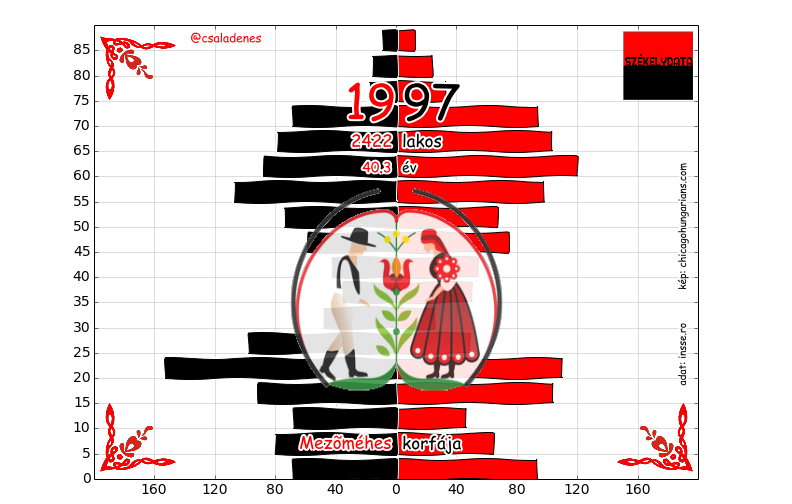 @csaladenes
SZÉKELYDATA
1997
2422 lakos
40.3 év
kép: chicagohungarians.com
adat: insse.ro
Mezõméhes korfája
85
80
75
70
65
60
55
50
45
40
35
30
25
20
15
10
5
0
160 120 80 40 0 40 80 120 160